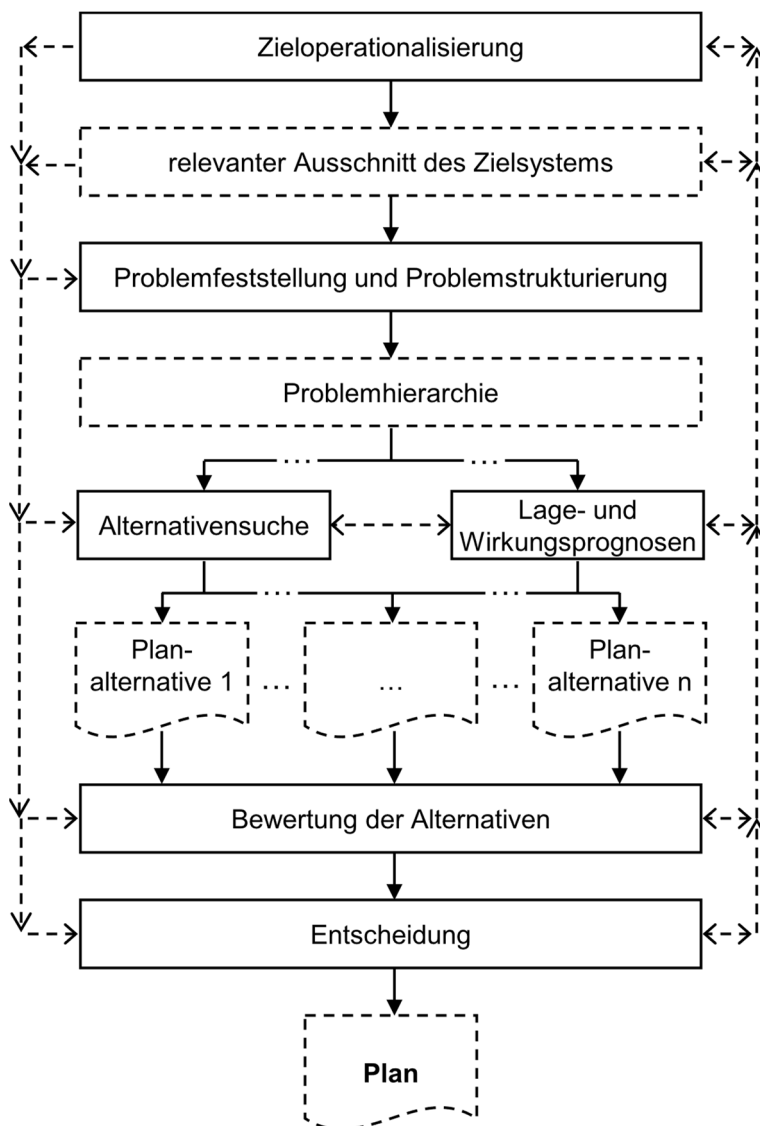 Zieloperationalisierung
relevanter Ausschnitt des Zielsystems
Problemfeststellung und Problemstrukturierung
Problemhierarchie
... ...
Alternativensuche
Lage- und
Wirkungsprognosen
... ...
Plan-
alternative 1
... ... ...
Plan-
alternative n
Bewertung der Alternativen
Entscheidung
Plan